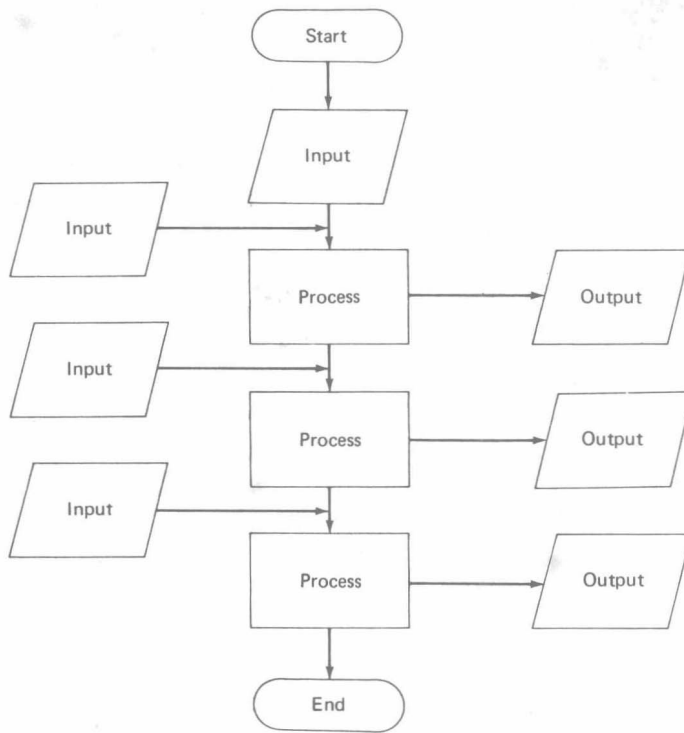 Start
Input
Input
Process
Output
Input
Process
Output
Input
Process
Output
End